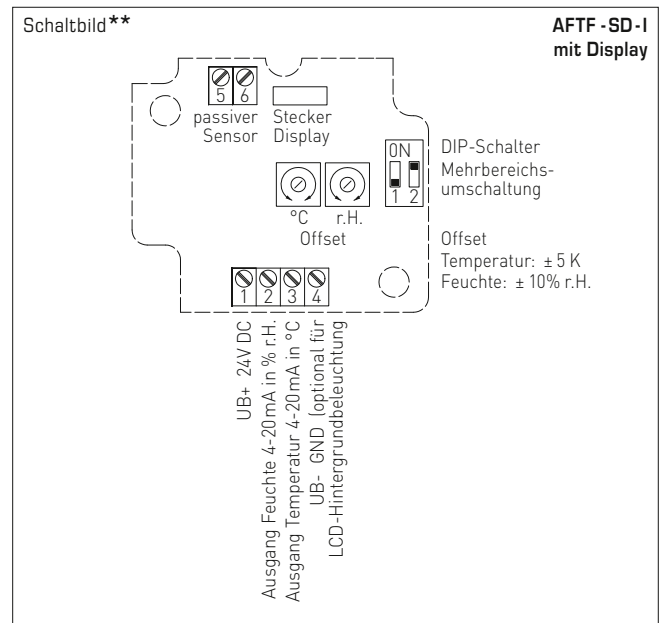 Schaltbild**
AFTF-SD-I
mit Display
5 6
passiver
Sensor
Stecker
Display
ON
1 2
DIP-Schalter
Mehrbereichs-
umschaltung
°C r.H.
Offset
Offset
Temperatur: ± 5 K
Feuchte: ± 10% r.H.
1 2 3 4
UB+ 24V DC
Ausgang Feuchte 4-20mA in % r.H.
Ausgang Temperatur 4-20mA in °C
UB- GND (optional für
LCD-Hintergrundbeleuchtung